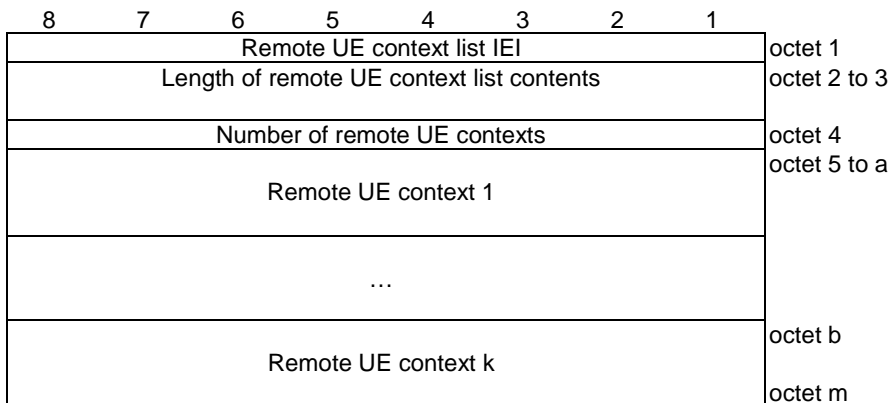 8 7 6 5 4 3 2 1
Remote UE context list IEI octet 1
Length of remote UE context list contents octet 2 to 3
Number of remote UE contexts octet 4
octet 5 to a
Remote UE context 1
…
octet b
Remote UE context k
octet m